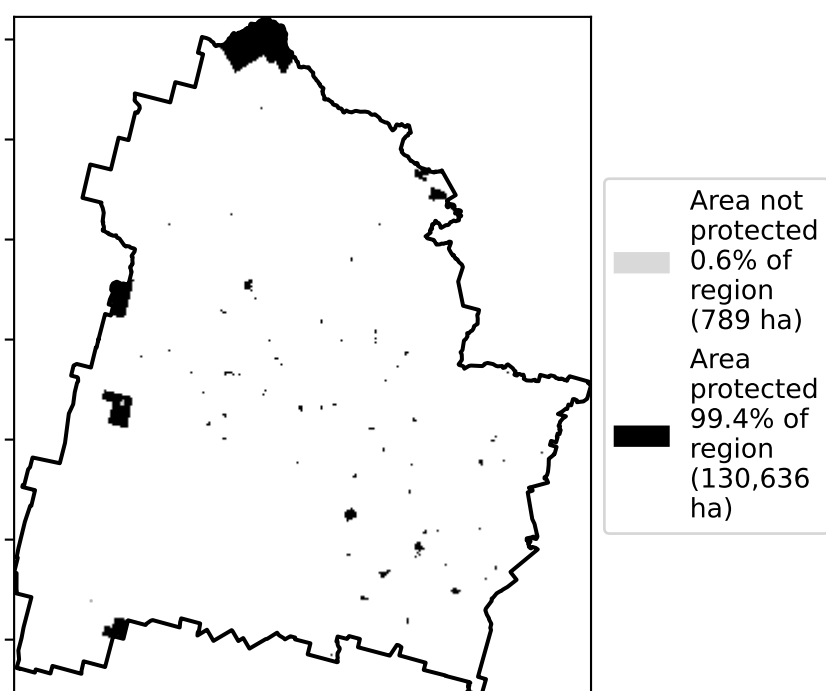 Area not
protected
0.6% of
region
(789 ha)
Area
protected
99.4% of
region
(130,636
ha)